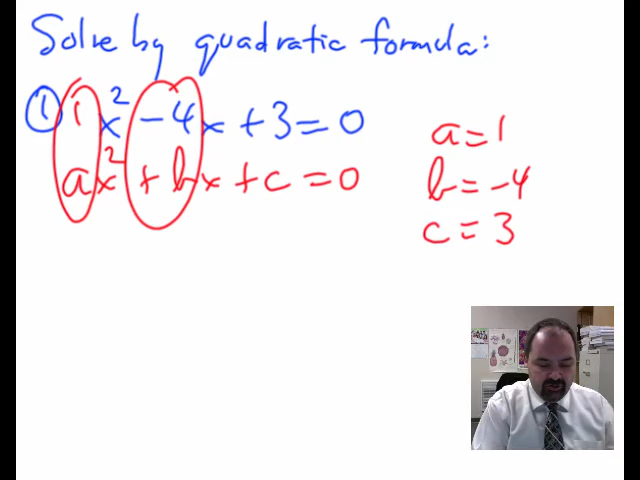 Solve by quadratic formula:
① 1x² - 4x + 3 = 0
ax² + bx + c = 0
a = 1
b = -4
c = 3